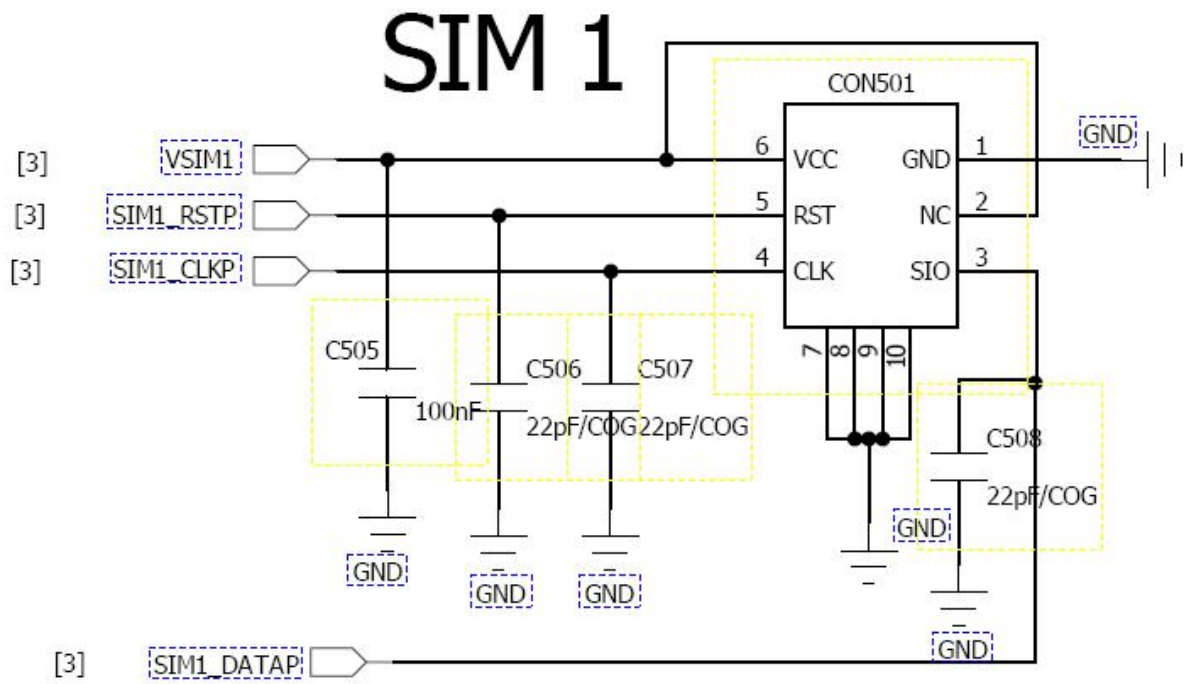 SIM 1
CON501
[3] VSIM1 6 VCC GND 1 GND
[3] SIM1_RSTP 5 RST NC 2
[3] SIM1_CLKP 4 CLK SIO 3
7 8 9 10
C505 C506 C507
100nF 22pF/COG 22pF/COG
C508
22pF/COG
GND
GND GND GND
GND
[3] SIM1_DATAP